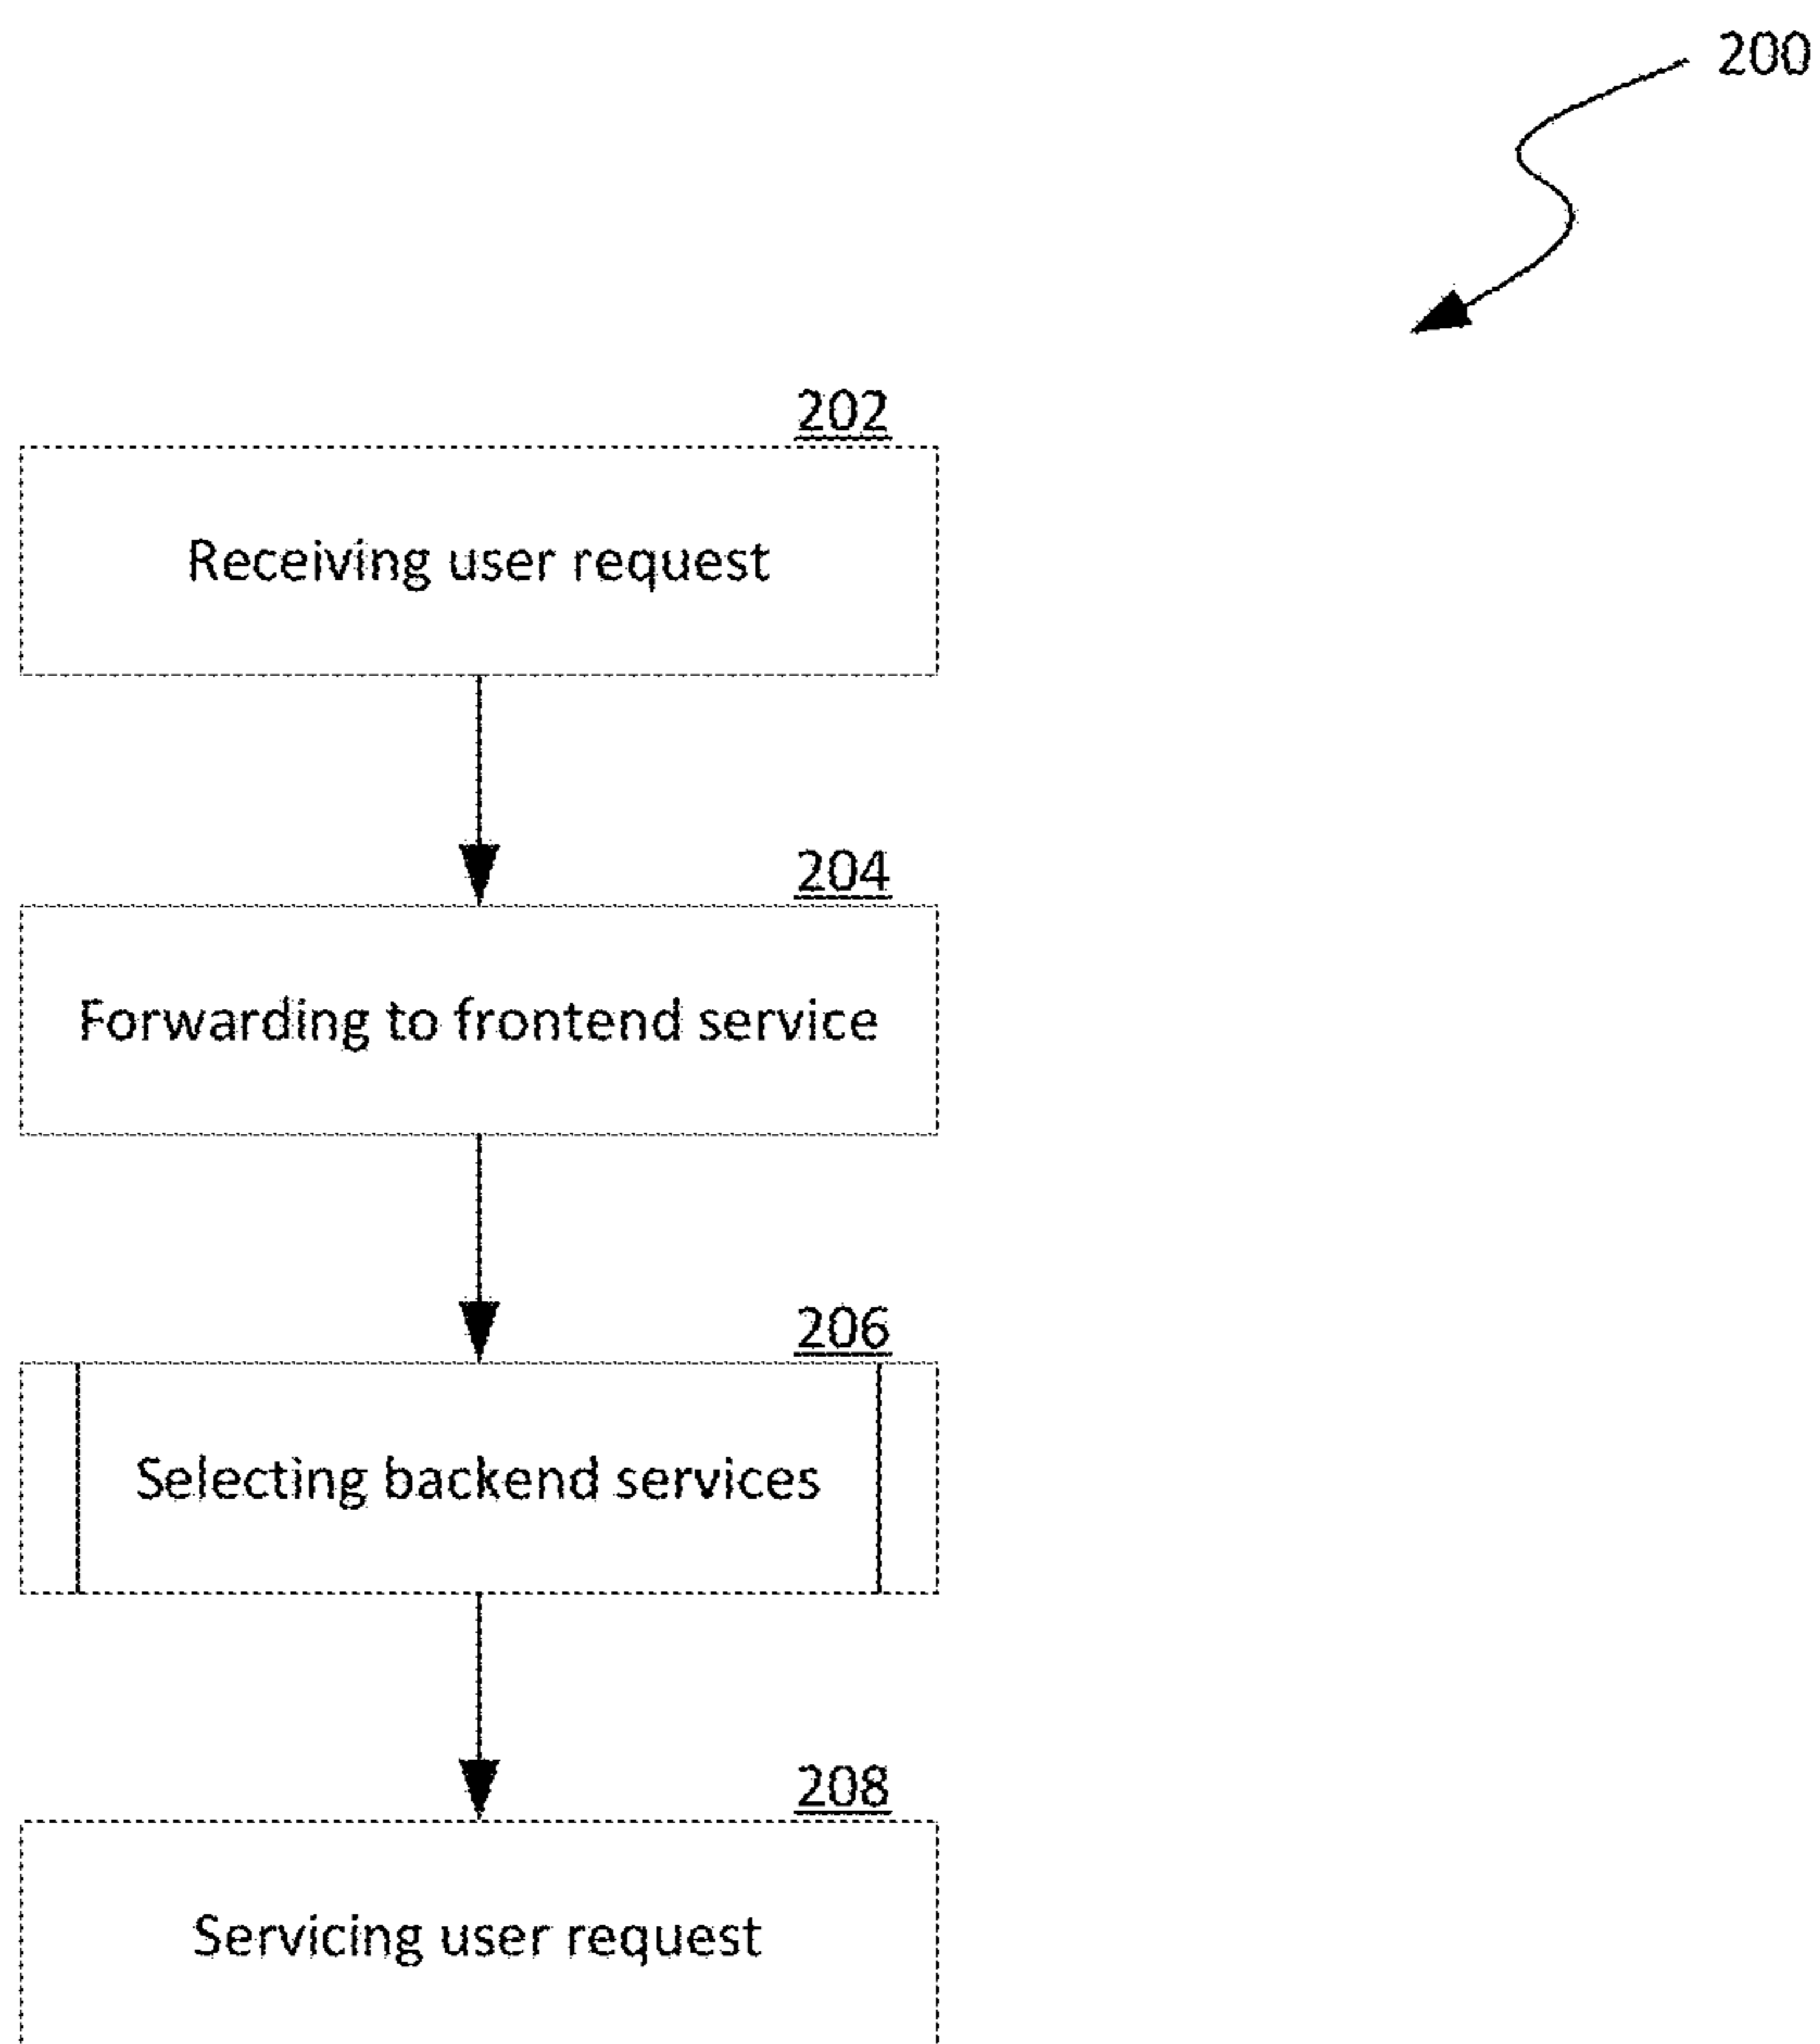 200
202
Receiving user request
204
Forwarding to frontend service
206
Selecting backend services
208
Servicing user request